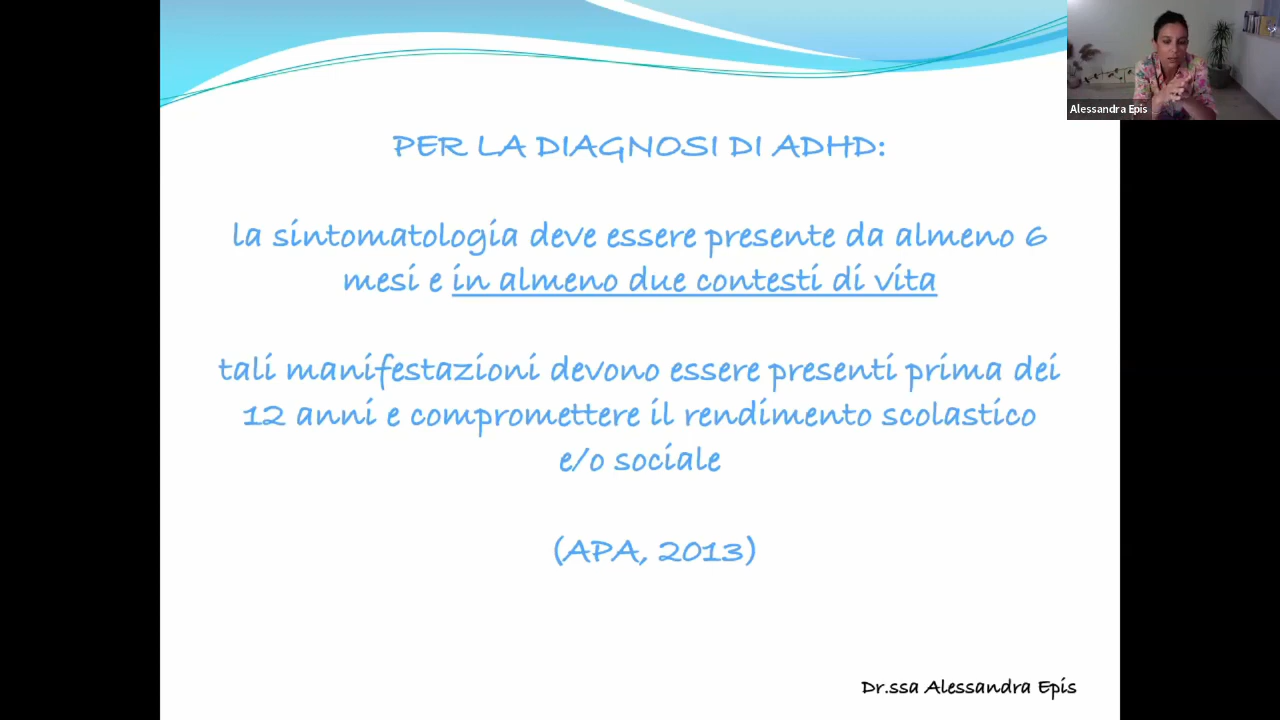 Alessandra Epis
PER LA DIAGNOSI DI ADHD:
la sintomatologia deve essere presente da almeno 6
mesi e in almeno due contesti di vita
tali manifestazioni devono essere presenti prima dei
12 anni e compromettere il rendimento scolastico
e/o sociale
(APA, 2013)
Dr.ssa Alessandra Epis